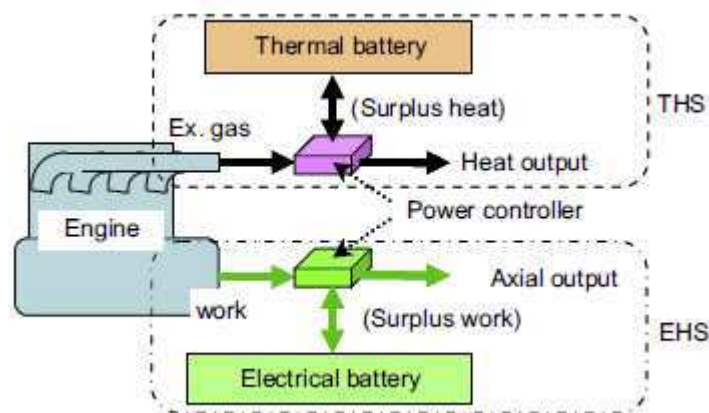 Thermal battery
(Surplus heat)
THS
Ex. gas
Heat output
Engine
Power controller
work
Axial output
(Surplus work)
EHS
Electrical battery